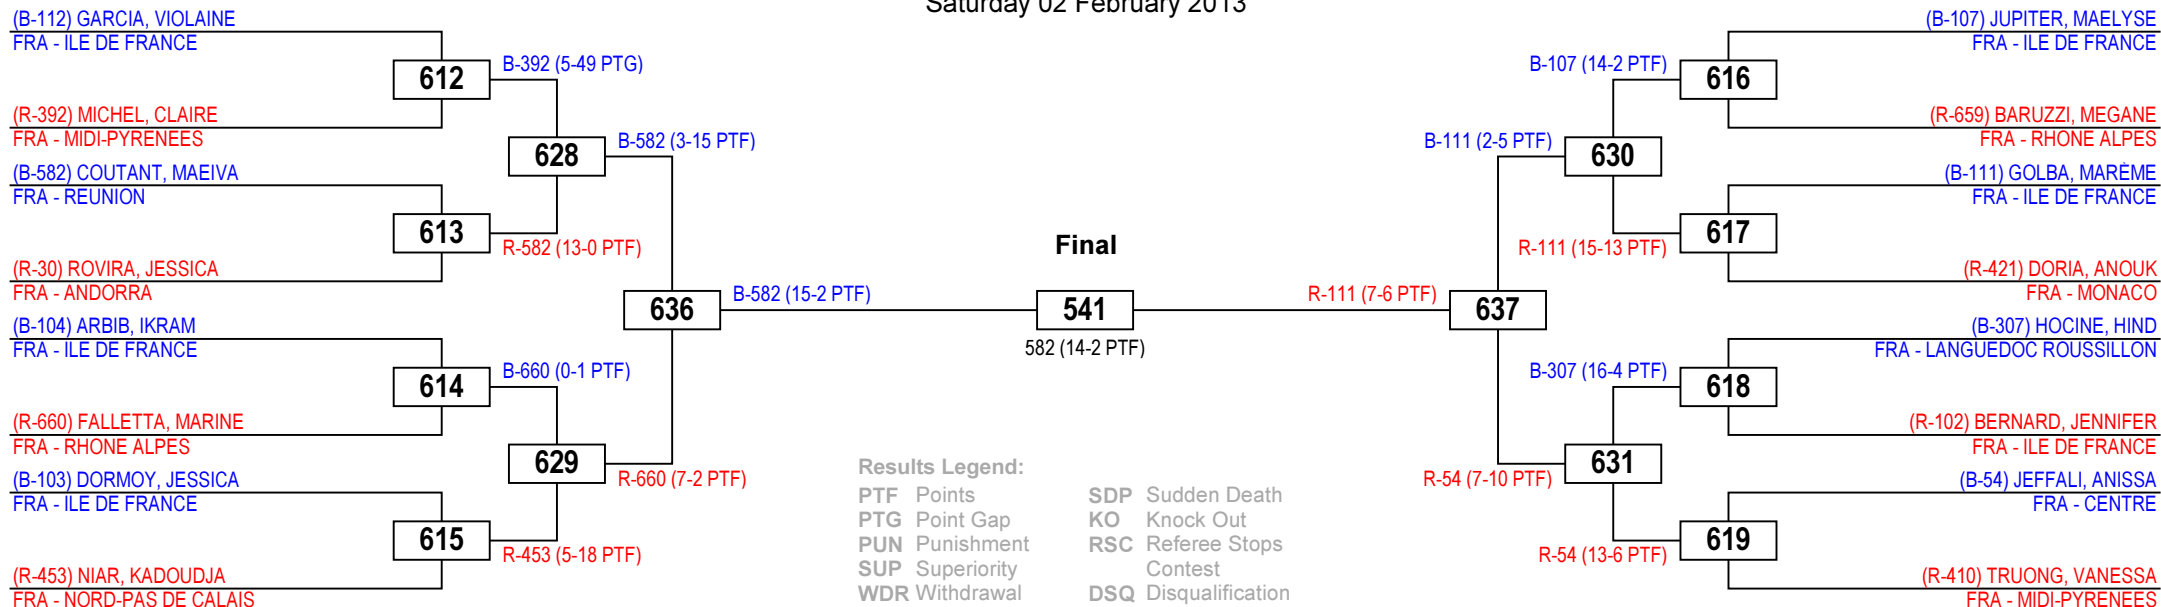 Saturday 02 February 2013
(B-112) GARCIA, VIOLAINE
FRA - ILE DE FRANCE
612
B-392 (5-49 PTG)
(R-392) MICHEL, CLAIRE
FRA - MIDI-PYRENEES
628
B-582 (3-15 PTF)
(B-582) COUTANT, MAEIVA
FRA - REUNION
613
R-582 (13-0 PTF)
(R-30) ROVIRA, JESSICA
FRA - ANDORRA
636
B-582 (15-2 PTF)
(B-104) ARBIB, IKRAM
FRA - ILE DE FRANCE
614
B-660 (0-1 PTF)
(R-660) FALLETTA, MARINE
FRA - RHONE ALPES
629
R-660 (7-2 PTF)
(B-103) DORMOY, JESSICA
FRA - ILE DE FRANCE
615
R-453 (5-18 PTF)
(R-453) NIAR, KADOUDJA
FRA - NORD-PAS DE CALAIS
Final
541
582 (14-2 PTF)
Results Legend:
PTF Points
PTG Point Gap
PUN Punishment
SUP Superiority
WDR Withdrawal
SDP Sudden Death
KO Knock Out
RSC Referee Stops
Contest
DSQ Disqualification
(B-107) JUPITER, MAELYSE
FRA - ILE DE FRANCE
B-107 (14-2 PTF)
616
(R-659) BARUZZI, MEGANE
FRA - RHONE ALPES
B-111 (2-5 PTF)
630
(B-111) GOLBA, MARÈME
FRA - ILE DE FRANCE
R-111 (15-13 PTF)
617
(R-421) DORIA, ANOUK
FRA - MONACO
R-111 (7-6 PTF)
637
(B-307) HOCINE, HIND
FRA - LANGUEDOC ROUSSILLON
B-307 (16-4 PTF)
618
(R-102) BERNARD, JENNIFER
FRA - ILE DE FRANCE
R-54 (7-10 PTF)
631
(B-54) JEFFALI, ANISSA
FRA - CENTRE
R-54 (13-6 PTF)
619
(R-410) TRUONG, VANESSA
FRA - MIDI-PYRENEES